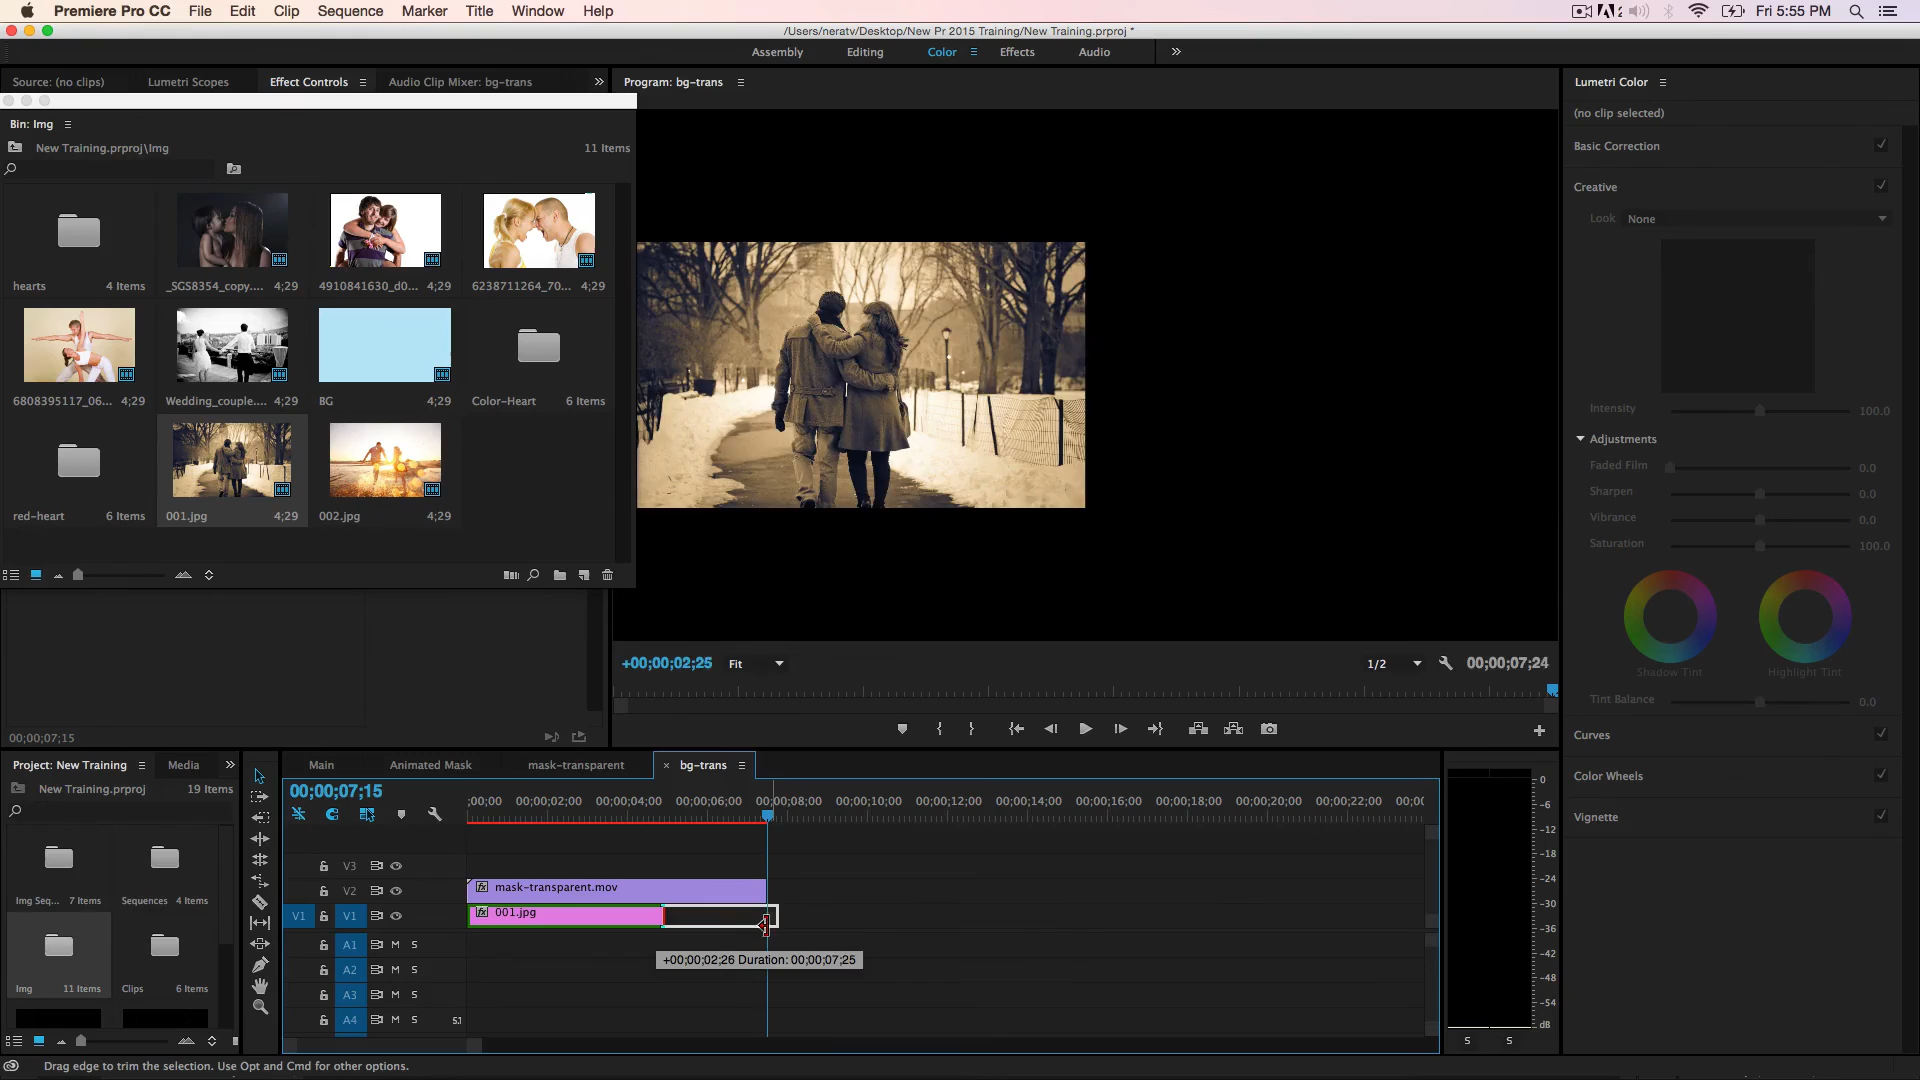 Premiere Pro CC File Edit Clip Sequence Marker Title Window Help Fri 5:55 PM
/Users/neratv/Desktop/New Pr 2015 Training/New Training.prproj *
Assembly Editing Color Effects Audio
Source: (no clips) Lumetri Scopes Effect Controls Audio Clip Mixer: bg-trans
Program: bg-trans
Lumetri Color
(no clip selected)
Bin: Img
New Training.prproj\Img 11 Items
hearts 4 Items _SGS8354_copy.... 4;29 4910841630_d0... 4;29 6238711264_70... 4;29
6808395117_06... 4;29 Wedding_couple.... 4;29 BG 4;29 Color-Heart 6 Items
red-heart 6 Items 001.jpg 4;29 002.jpg 4;29
Basic Correction
Creative
Look None
Intensity 100.0
Adjustments
Faded Film 0.0
Sharpen 0.0
Vibrance 0.0
Saturation 100.0
Shadow Tint Highlight Tint
Tint Balance 0.0
Curves
Color Wheels
Vignette
+00;00;02;25 Fit 1/2 00;00;07;24
00;00;07;15
Project: New Training Media
New Training.prproj 19 Items
Img Seq... 7 Items Sequences 4 Items
Img 11 Items Clips 6 Items
Main Animated Mask mask-transparent × bg-trans
00;00;07;15
;00;00 00;00;02;00 00;00;04;00 00;00;06;00 00;00;08;00 00;00;10;00 00;00;12;00 00;00;14;00 00;00;16;00 00;00;18;00 00;00;20;00 00;00;22;00 00;0
V3
V2 mask-transparent.mov
V1 V1 001.jpg
+00;00;02;26 Duration: 00;00;07;25
A1 M S
A2 M S
A3 M S
A4 M S 5.1
0
-6
-12
-18
-24
-30
-36
-42
-48
-54
dB
S S
Drag edge to trim the selection. Use Opt and Cmd for other options.